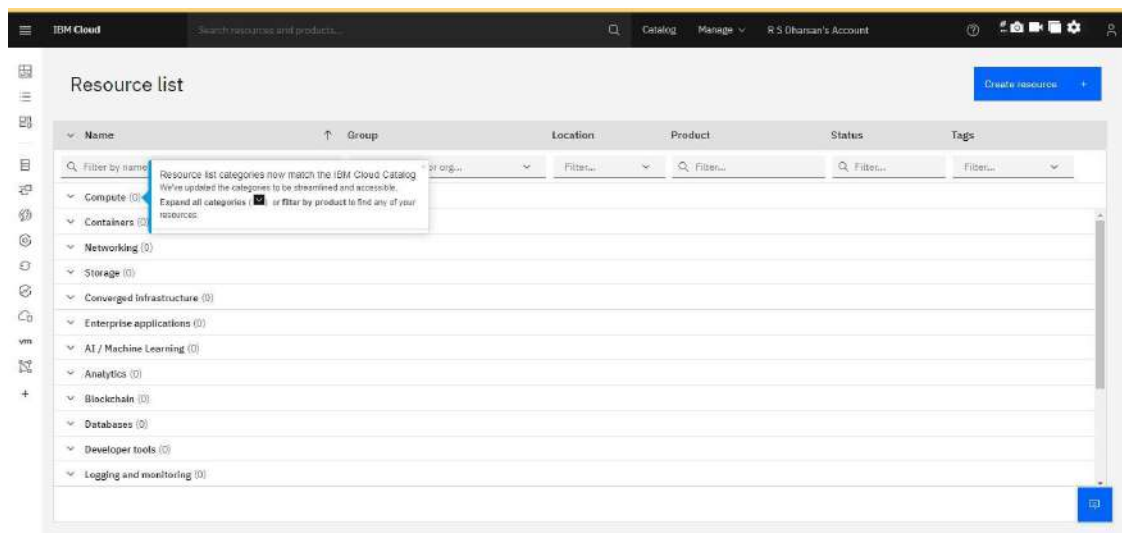 IBM Cloud Search resources and products... Catalog Manage R S Dharsan's Account
Resource list
Create resource +
Name Group Location Product Status Tags
Filter by name or org... Filter... Filter... Filter... Filter...
Resource list categories now match the IBM Cloud Catalog
We've updated the categories to be streamlined and accessible.
Expand all categories ( ) or filter by product to find any of your
resources.
Compute (0)
Containers (0)
Networking (0)
Storage (0)
Converged infrastructure (0)
Enterprise applications (0)
AI / Machine Learning (0)
vm
Analytics (0)
Blockchain (0)
Databases (0)
Developer tools (0)
Logging and monitoring (0)